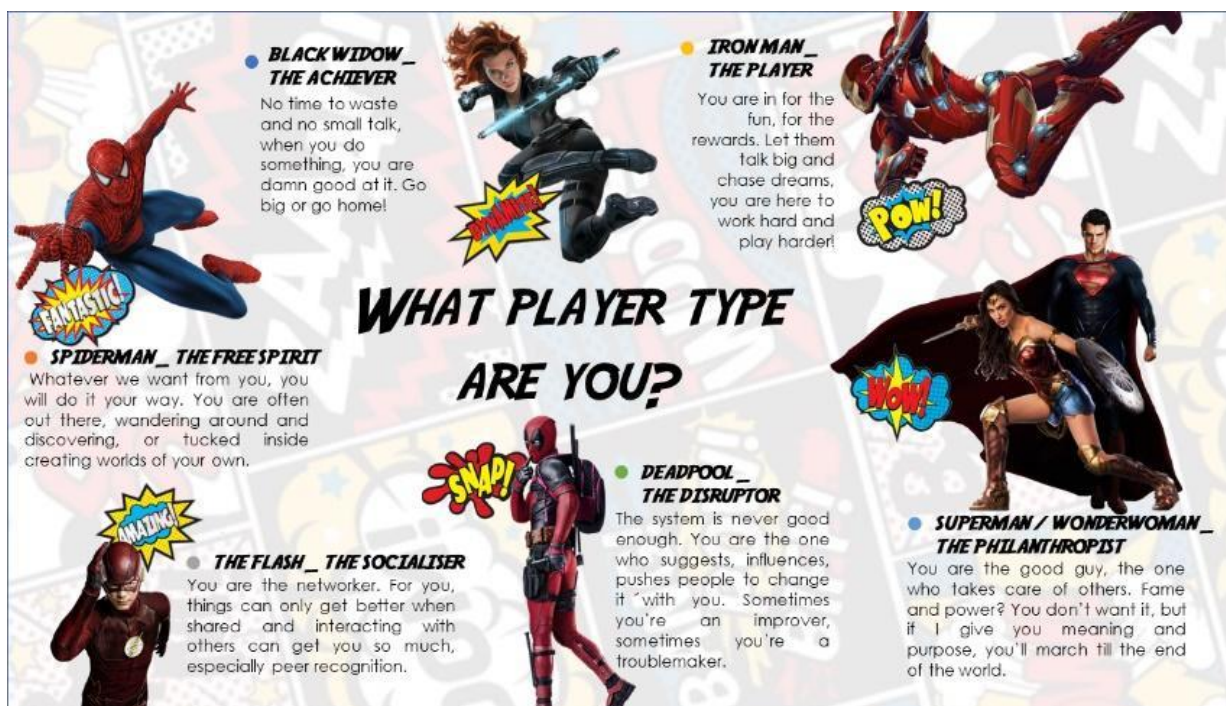 BLACK WIDOW_
THE ACHIEVER
No time to waste
and no small talk,
when you do
something, you are
damn good at it. Go
big or go home!
IRON MAN_
THE PLAYER
You are in for the
fun, for the
rewards. Let them
talk big and
chase dreams,
you are here to
work hard and
play harder!
POW!
FANTASTIC!
WHAT PLAYER TYPE
ARE YOU?
SPIDERMAN_ THE FREE SPIRIT
Whatever we want from you, you
will do it your way. You are often
out there, wandering around and
discovering, or tucked inside
creating worlds of your own.
WOW!
SNAP!
AMAZING!
THE FLASH_ THE SOCIALISER
You are the networker. For you,
things can only get better when
shared and interacting with
others can get you so much,
especially peer recognition.
DEADPOOL_
THE DISRUPTOR
The system is never good
enough. You are the one
who suggests, influences,
pushes people to change
it ´with you. Sometimes
you're an improver,
sometimes you're a
troublemaker.
SUPERMAN / WONDERWOMAN_
THE PHILANTHROPIST
You are the good guy, the one
who takes care of others. Fame
and power? You don't want it, but
if I give you meaning and
purpose, you'll march till the end
of the world.